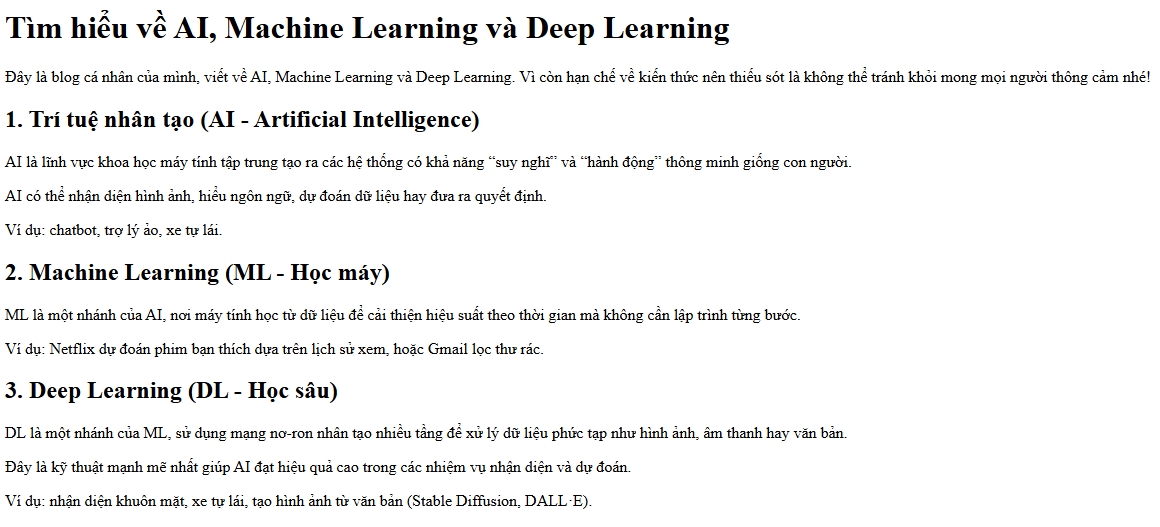 Tìm hiểu về AI, Machine Learning và Deep Learning
Đây là blog cá nhân của mình, viết về AI, Machine Learning và Deep Learning. Vì còn hạn chế về kiến thức nên thiếu sót là không thể tránh khỏi mong mọi người thông cảm nhé!
1. Trí tuệ nhân tạo (AI - Artificial Intelligence)
AI là lĩnh vực khoa học máy tính tập trung tạo ra các hệ thống có khả năng “suy nghĩ” và “hành động” thông minh giống con người.
AI có thể nhận diện hình ảnh, hiểu ngôn ngữ, dự đoán dữ liệu hay đưa ra quyết định.
Ví dụ: chatbot, trợ lý ảo, xe tự lái.
2. Machine Learning (ML - Học máy)
ML là một nhánh của AI, nơi máy tính học từ dữ liệu để cải thiện hiệu suất theo thời gian mà không cần lập trình từng bước.
Ví dụ: Netflix dự đoán phim bạn thích dựa trên lịch sử xem, hoặc Gmail lọc thư rác.
3. Deep Learning (DL - Học sâu)
DL là một nhánh của ML, sử dụng mạng nơ-ron nhân tạo nhiều tầng để xử lý dữ liệu phức tạp như hình ảnh, âm thanh hay văn bản.
Đây là kỹ thuật mạnh mẽ nhất giúp AI đạt hiệu quả cao trong các nhiệm vụ nhận diện và dự đoán.
Ví dụ: nhận diện khuôn mặt, xe tự lái, tạo hình ảnh từ văn bản (Stable Diffusion, DALL·E).